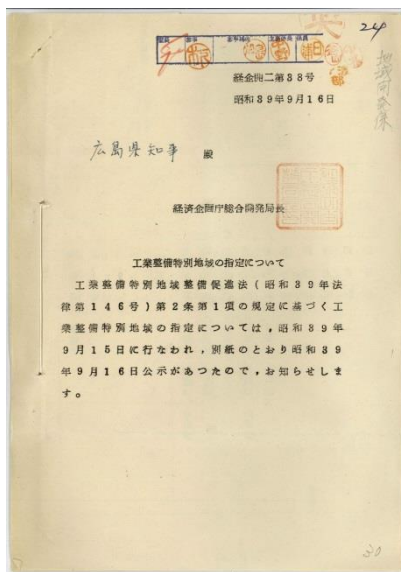 24
地域開発係
経企開二第38号
昭和39年9月16日
広島県知事 殿
経済企画庁総合開発局長
工業整備特別地域の指定について
工業整備特別地域整備促進法(昭和39年法
律第146号)第2条第1項の規定に基づく工
業整備特別地域の指定については,昭和39年
9月15日に行なわれ,別紙のとおり昭和39
年9月16日公示があつたので,お知らせしま
す。
30